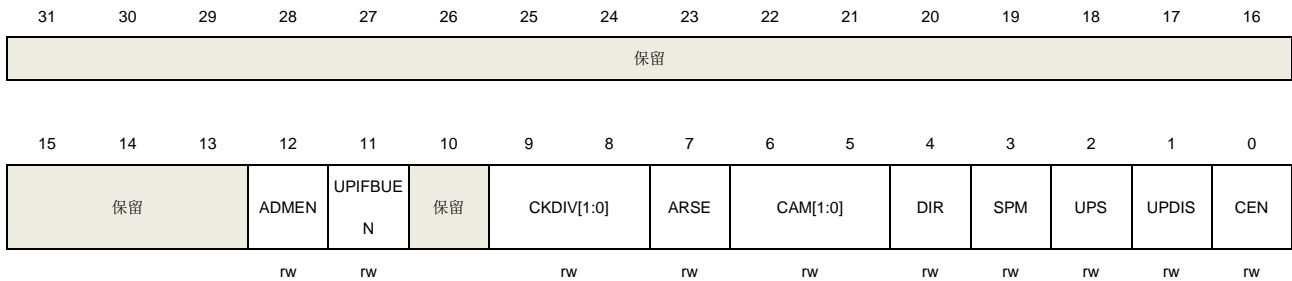 31 30 29 28 27 26 25 24 23 22 21 20 19 18 17 16
保留
15 14 13 12 11 10 9 8 7 6 5 4 3 2 1 0
保留 ADMEN UPIFBUE
N 保留 CKDIV[1:0] ARSE CAM[1:0] DIR SPM UPS UPDIS CEN
rw rw rw rw rw rw rw rw rw rw